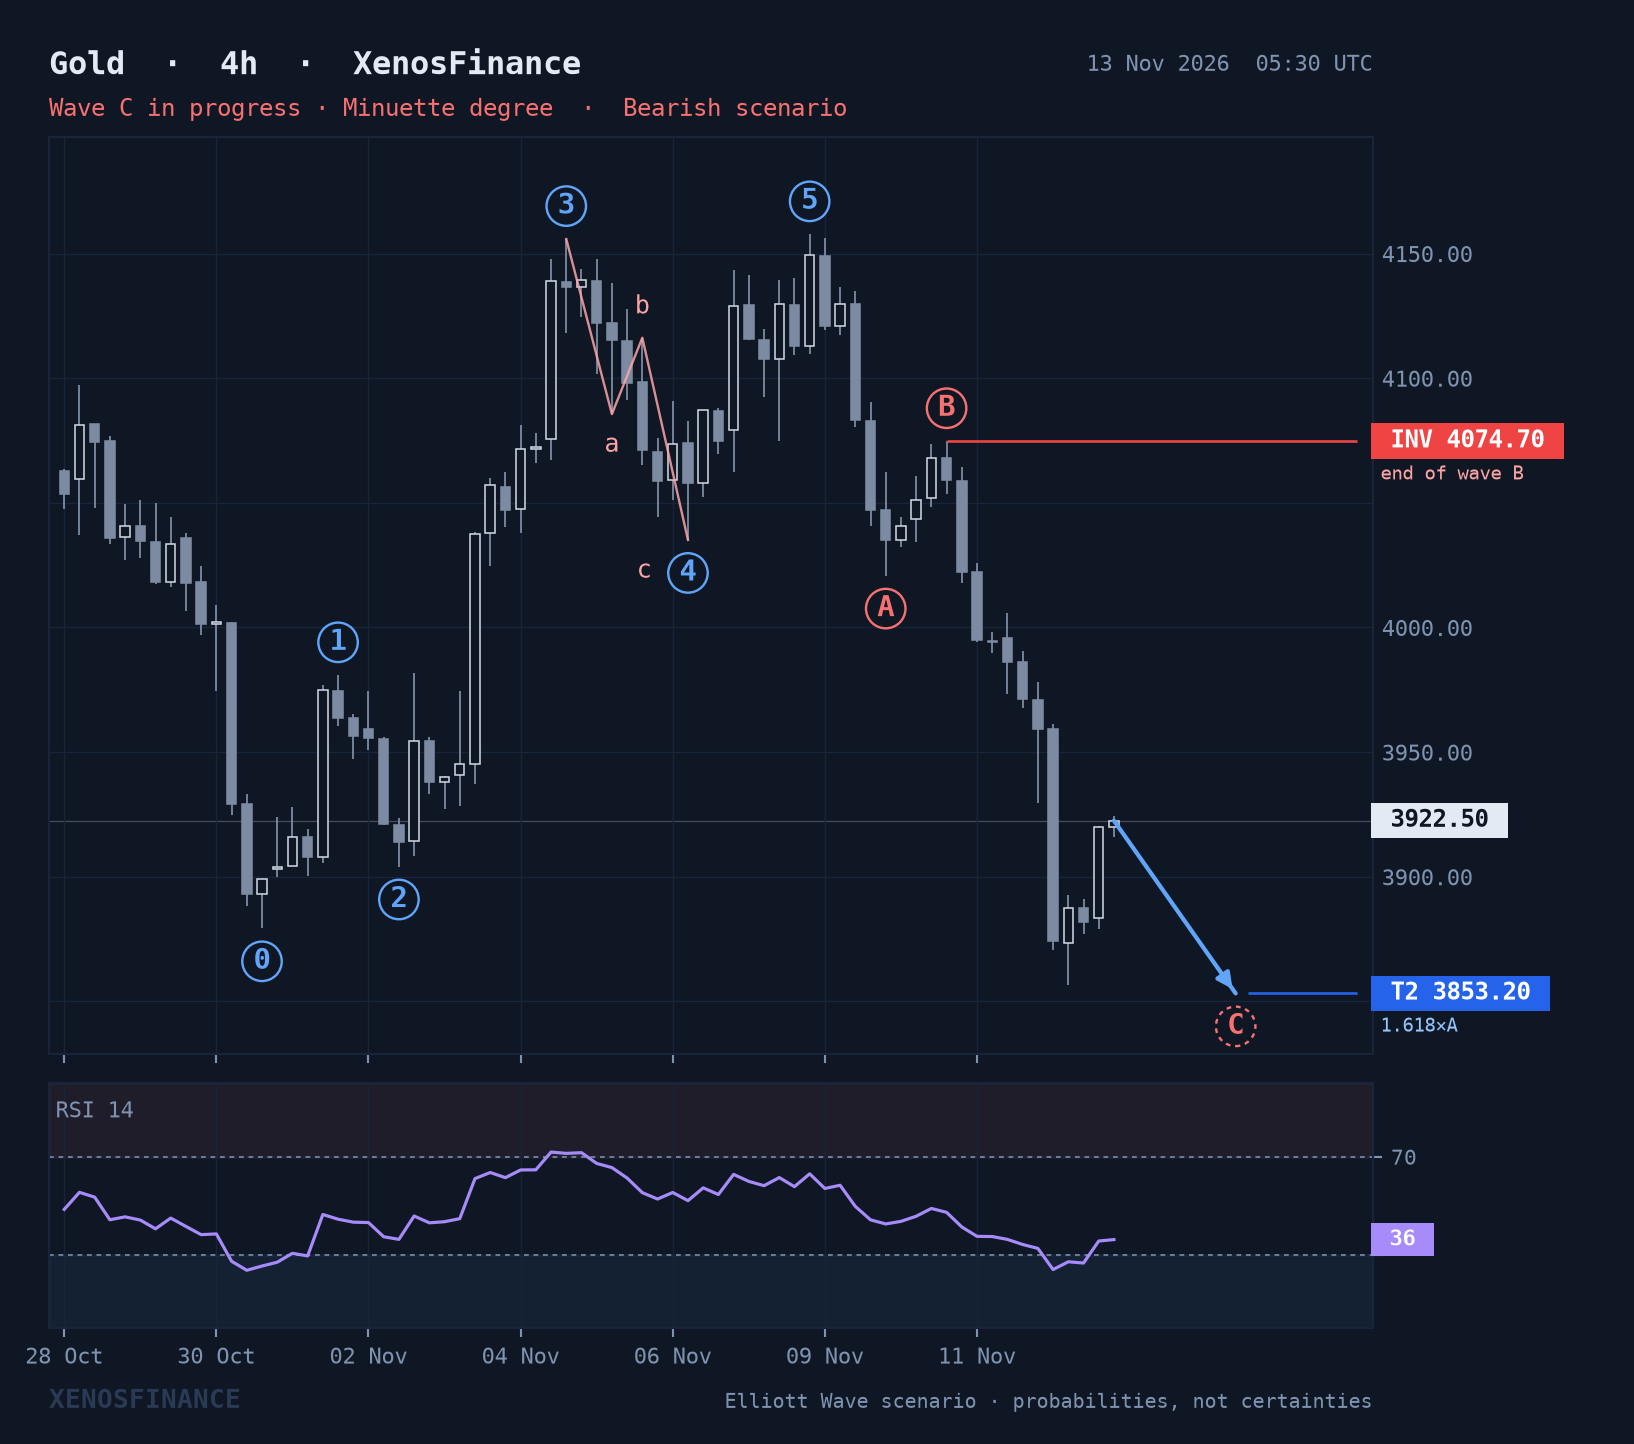 Gold · 4h · XenosFinance
13 Nov 2026 05:30 UTC
Wave C in progress · Minuette degree · Bearish scenario
3
5
4150.00
b
4100.00
B
INV 4074.70
a
end of wave B
c
4
A
1
4000.00
3950.00
3922.50
3900.00
2
0
T2 3853.20
C
1.618×A
RSI 14
70
36
28 Oct
30 Oct
02 Nov
04 Nov
06 Nov
09 Nov
11 Nov
XENOSFINANCE
Elliott Wave scenario · probabilities, not certainties